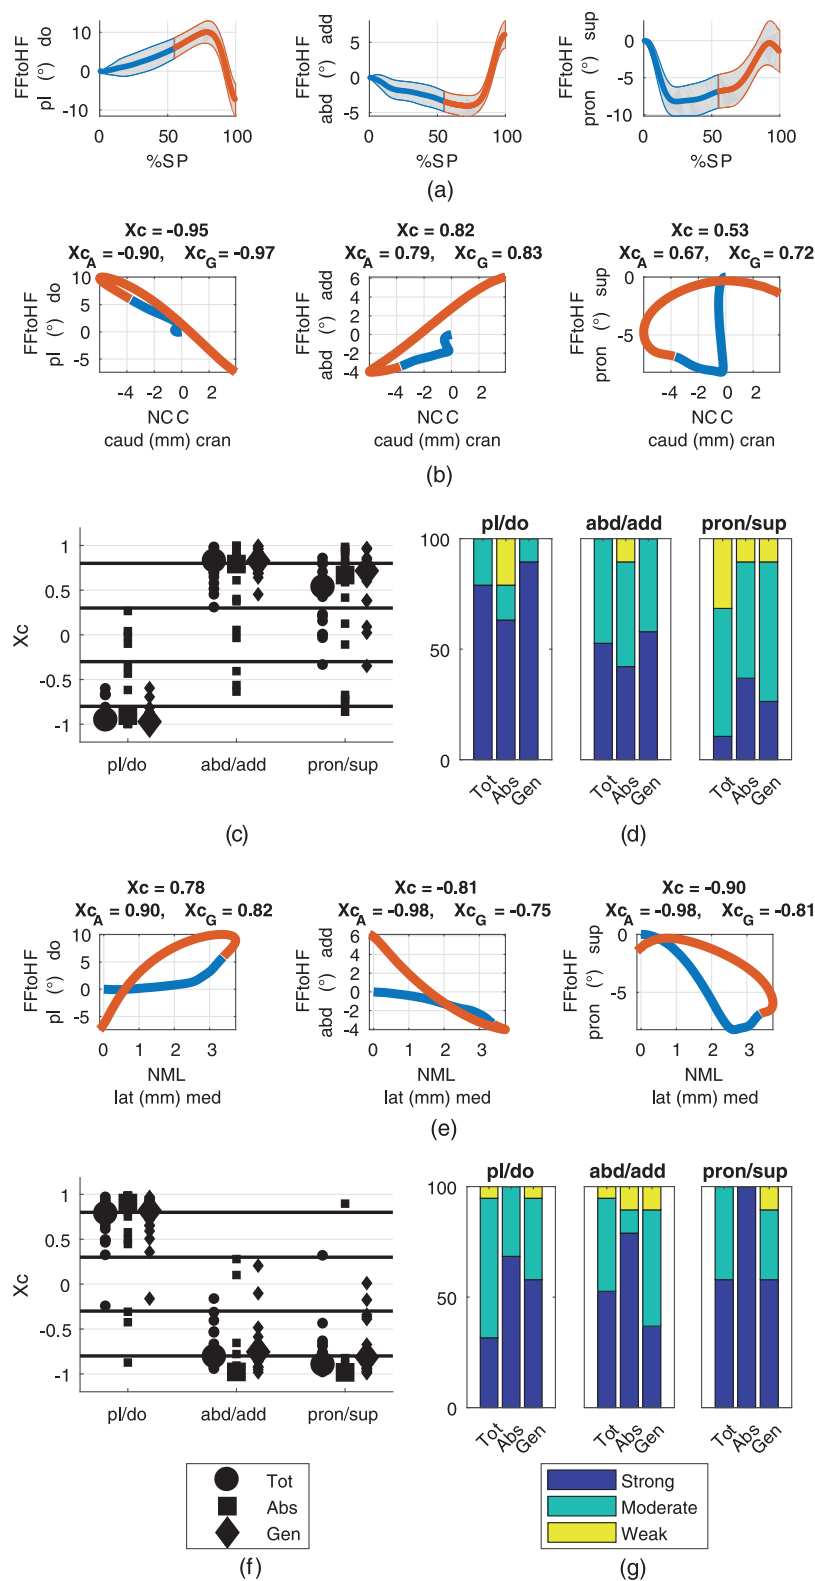 FFtoHF
pl (°) do
10
0
-10
0 50 100
%SP
FFtoHF
abd (°) add
5
0
-5
0 50 100
%SP
FFtoHF
pron (°) sup
0
-5
-10
0 50 100
%SP
(a)
Xc = -0.95
XcA = -0.90, XcG = -0.97
FFtoHF
pl (°) do
10
5
0
-5
-4 -2 0 2
NCC
caud (mm) cran
Xc = 0.82
XcA = 0.79, XcG = 0.83
FFtoHF
abd (°) add
6
4
2
0
-2
-4
-4 -2 0 2
NCC
caud (mm) cran
Xc = 0.53
XcA = 0.67, XcG = 0.72
FFtoHF
pron (°) sup
0
-5
-4 -2 0 2
NCC
caud (mm) cran
(b)
Xc
1
0.5
0
-0.5
-1
pl/do abd/add pron/sup
(c)
pl/do abd/add pron/sup
100
50
0
Tot Abs Gen
Tot Abs Gen
Tot Abs Gen
(d)
Xc = 0.78
XcA = 0.90, XcG = 0.82
FFtoHF
pl (°) do
10
5
0
-5
0 1 2 3
NML
lat (mm) med
Xc = -0.81
XcA = -0.98, XcG = -0.75
FFtoHF
abd (°) add
6
4
2
0
-2
-4
0 1 2 3
NML
lat (mm) med
Xc = -0.90
XcA = -0.98, XcG = -0.81
FFtoHF
pron (°) sup
0
-5
0 1 2 3
NML
lat (mm) med
(e)
Xc
1
0.5
0
-0.5
-1
pl/do abd/add pron/sup
Tot
Abs
Gen
(f)
pl/do abd/add pron/sup
100
50
0
Tot Abs Gen
Tot Abs Gen
Tot Abs Gen
Strong
Moderate
Weak
(g)